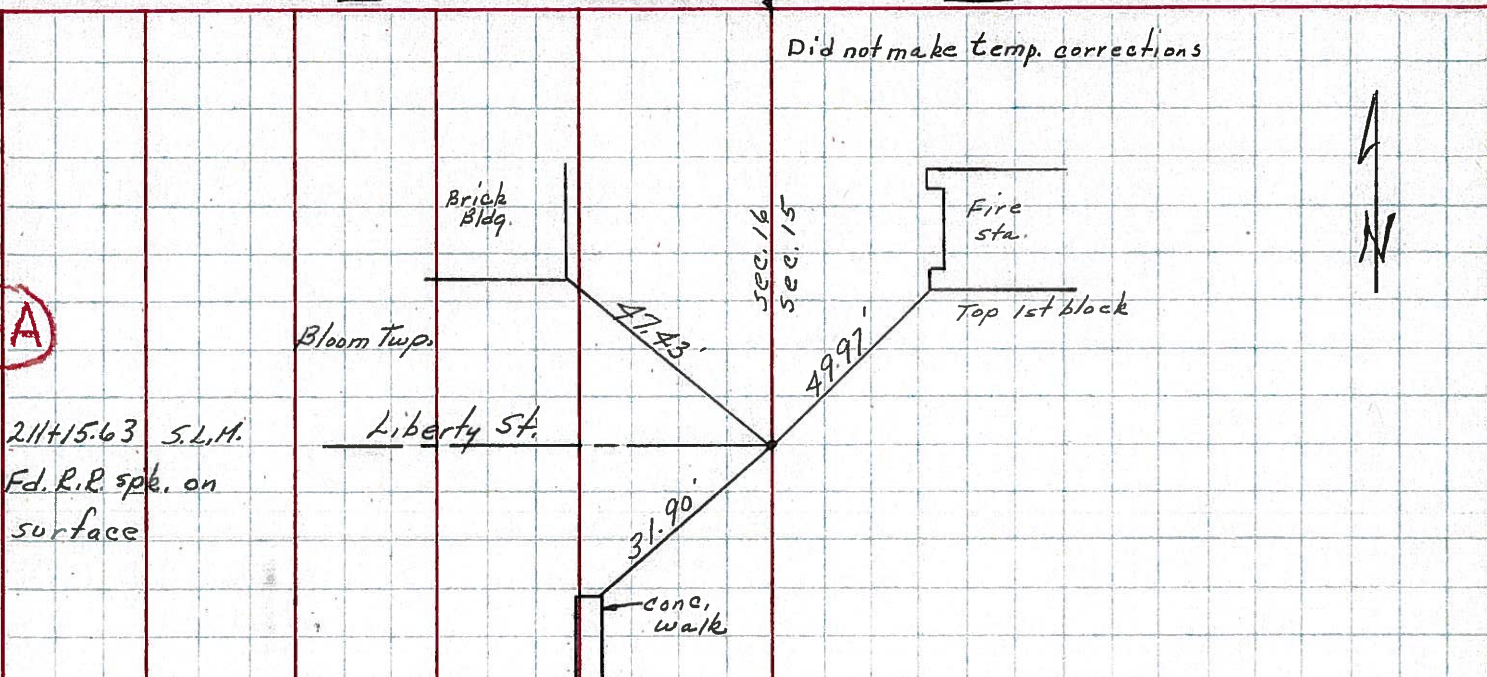 Did not make temp. corrections
N
Brick
Bldg.
Sec. 16
Sec. 15
Fire
sta.
Top 1st block
A
Bloom Twp.
47.43'
49.97'
211+15.63 S.L.M.
Liberty St.
Fd. R.R. spk. on
surface
31.90'
conc.
walk